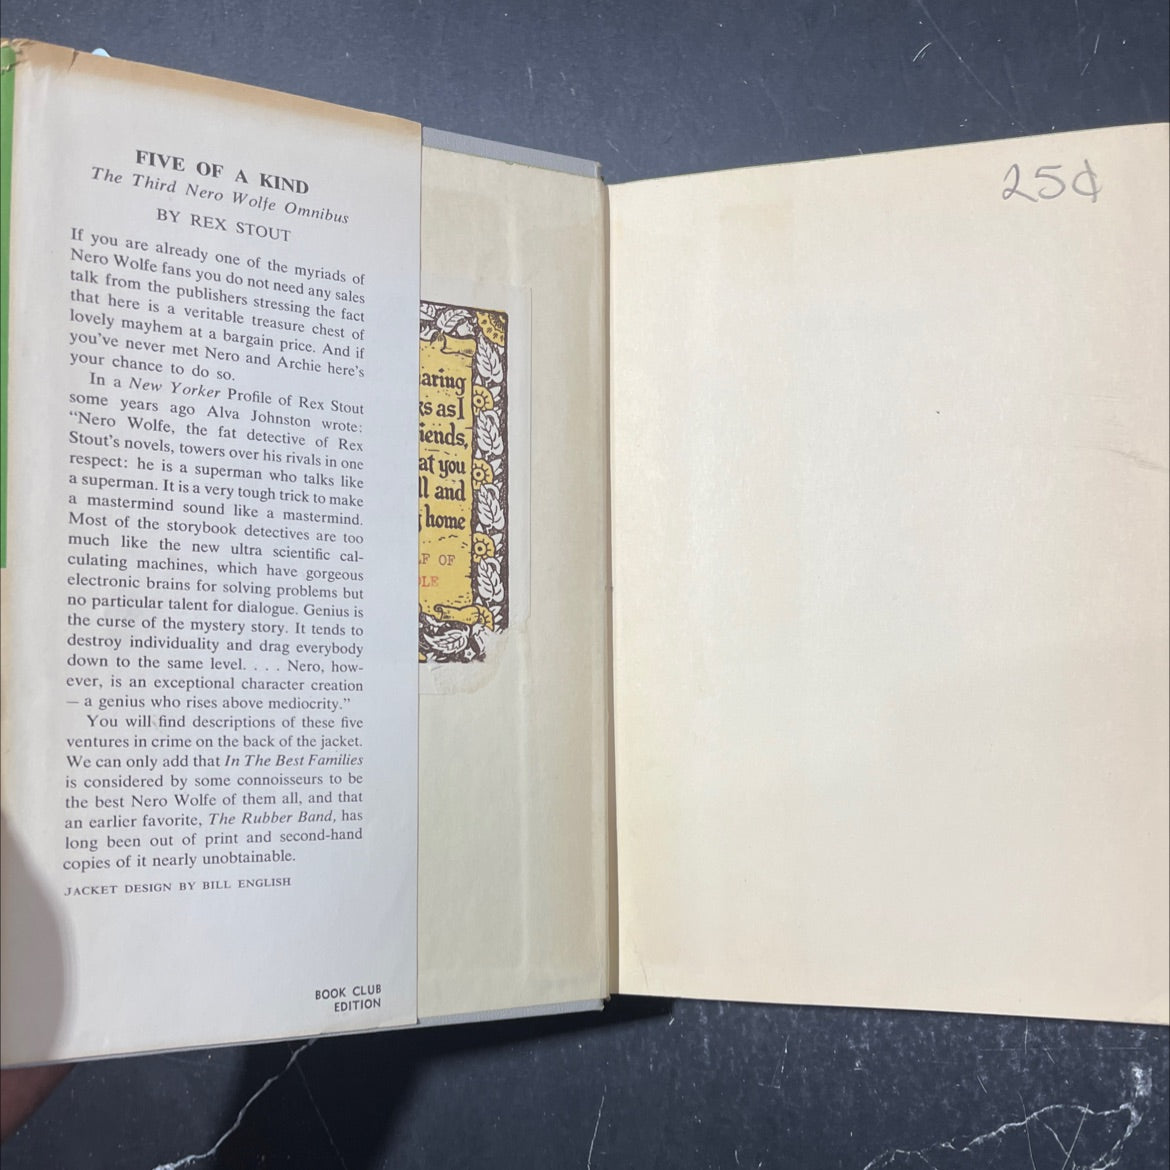 FIVE OF A KIND
The Third Nero Wolfe Omnibus
BY REX STOUT
If you are already one of the myriads of
Nero Wolfe fans you do not need any sales
talk from the publishers stressing the fact
that here is a veritable treasure chest of
lovely mayhem at a bargain price. And if
you've never met Nero and Archie here's
your chance to do so.
In a New Yorker Profile of Rex Stout
some years ago Alva Johnston wrote:
"Nero Wolfe, the fat detective of Rex
Stout's novels, towers over his rivals in one
respect: he is a superman who talks like
a superman. It is a very tough trick to make
a mastermind sound like a mastermind.
Most of the storybook detectives are too
much like the new ultra scientific cal-
culating machines, which have gorgeous
electronic brains for solving problems but
no particular talent for dialogue. Genius is
the curse of the mystery story. It tends to
destroy individuality and drag everybody
down to the same level. . . . Nero, how-
ever, is an exceptional character creation
— a genius who rises above mediocrity."
You will find descriptions of these five
ventures in crime on the back of the jacket.
We can only add that In The Best Families
is considered by some connoisseurs to be
the best Nero Wolfe of them all, and that
an earlier favorite, The Rubber Band, has
long been out of print and second-hand
copies of it nearly unobtainable.
JACKET DESIGN BY BILL ENGLISH
BOOK CLUB
EDITION
as I
at you
and
home
OF
25¢